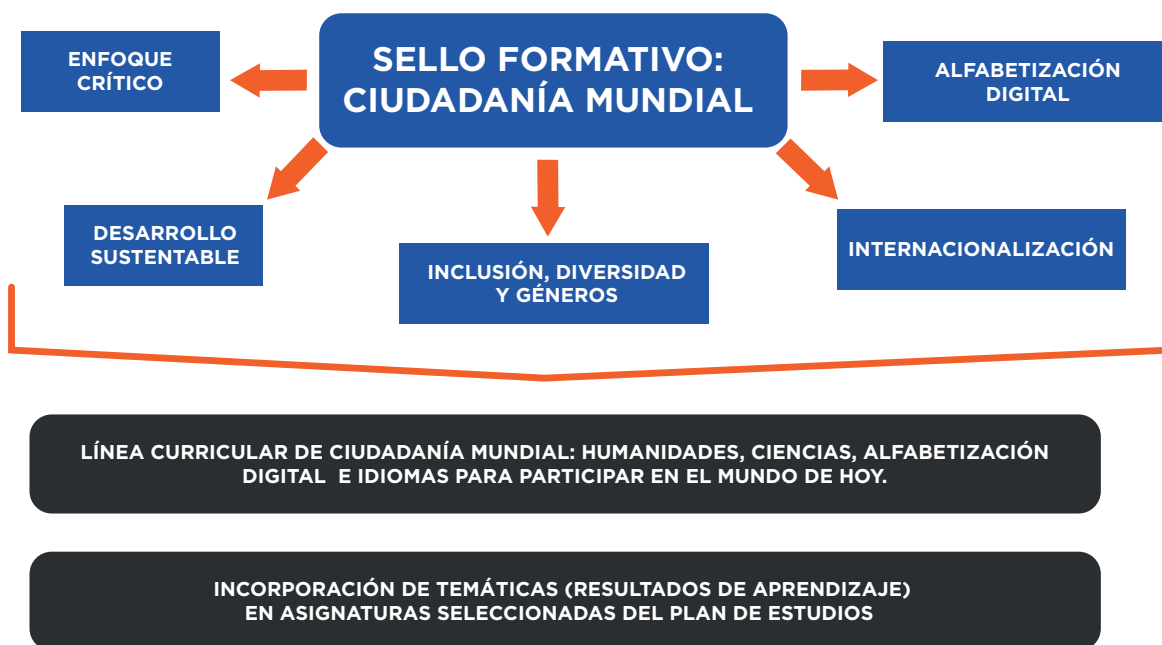 SELLO FORMATIVO:
CIUDADANÍA MUNDIAL
ENFOQUE
CRÍTICO
ALFABETIZACIÓN
DIGITAL
DESARROLLO
SUSTENTABLE
INCLUSIÓN, DIVERSIDAD
Y GÉNEROS
INTERNACIONALIZACIÓN
LÍNEA CURRICULAR DE CIUDADANÍA MUNDIAL: HUMANIDADES, CIENCIAS, ALFABETIZACIÓN
DIGITAL E IDIOMAS PARA PARTICIPAR EN EL MUNDO DE HOY.
INCORPORACIÓN DE TEMÁTICAS (RESULTADOS DE APRENDIZAJE)
EN ASIGNATURAS SELECCIONADAS DEL PLAN DE ESTUDIOS